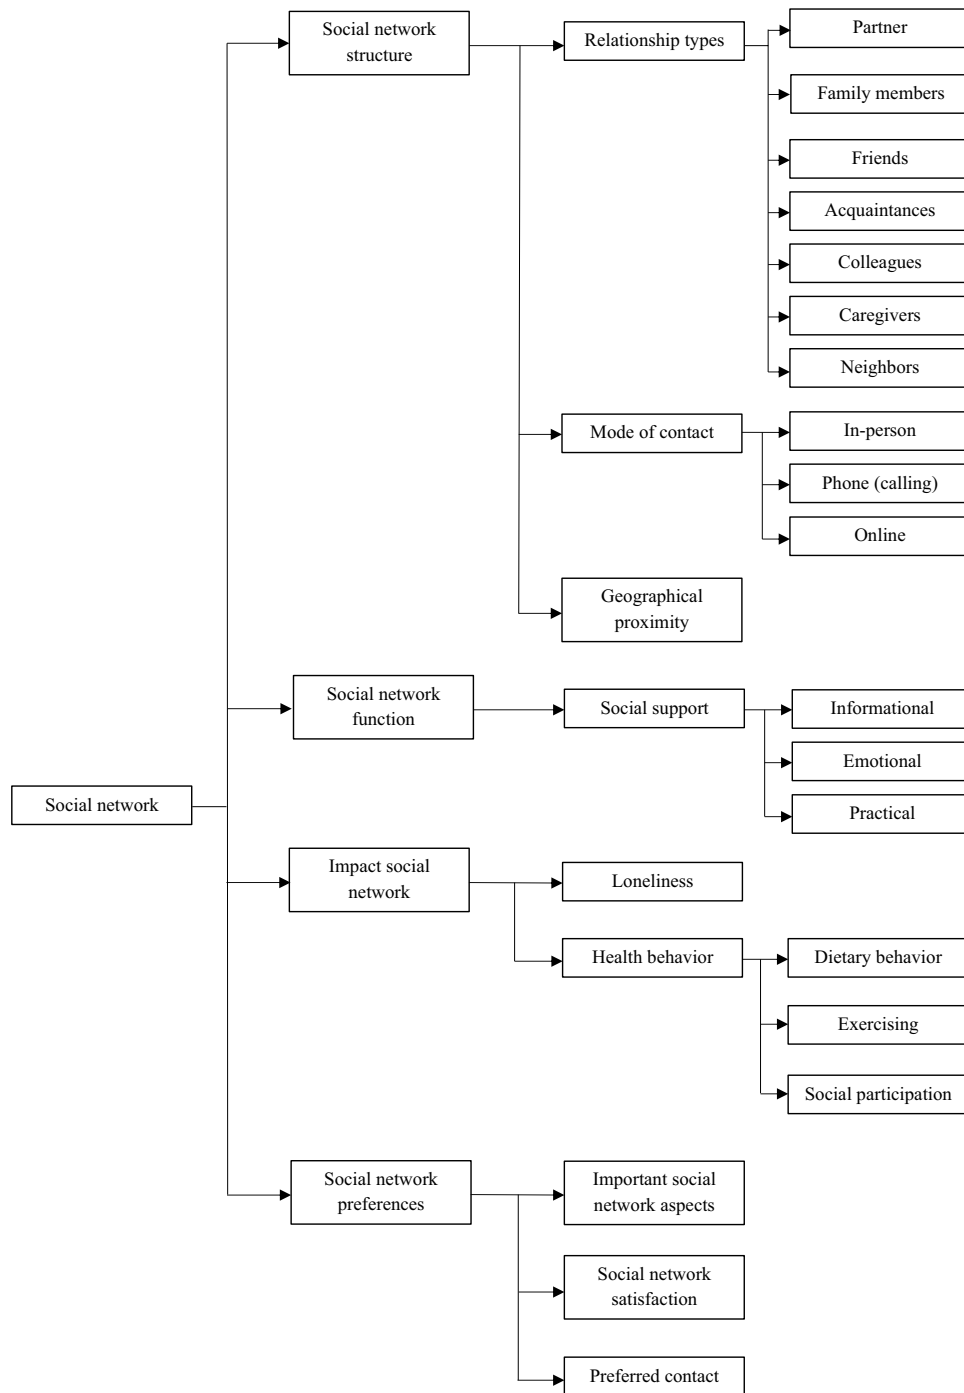 Social network
structure
Relationship types
Partner
Family members
Friends
Acquaintances
Colleagues
Caregivers
Neighbors
Mode of contact
In-person
Phone (calling)
Online
Geographical
proximity
Social network
function
Social support
Informational
Emotional
Practical
Social network
Impact social
network
Loneliness
Health behavior
Dietary behavior
Exercising
Social participation
Social network
preferences
Important social
network aspects
Social network
satisfaction
Preferred contact